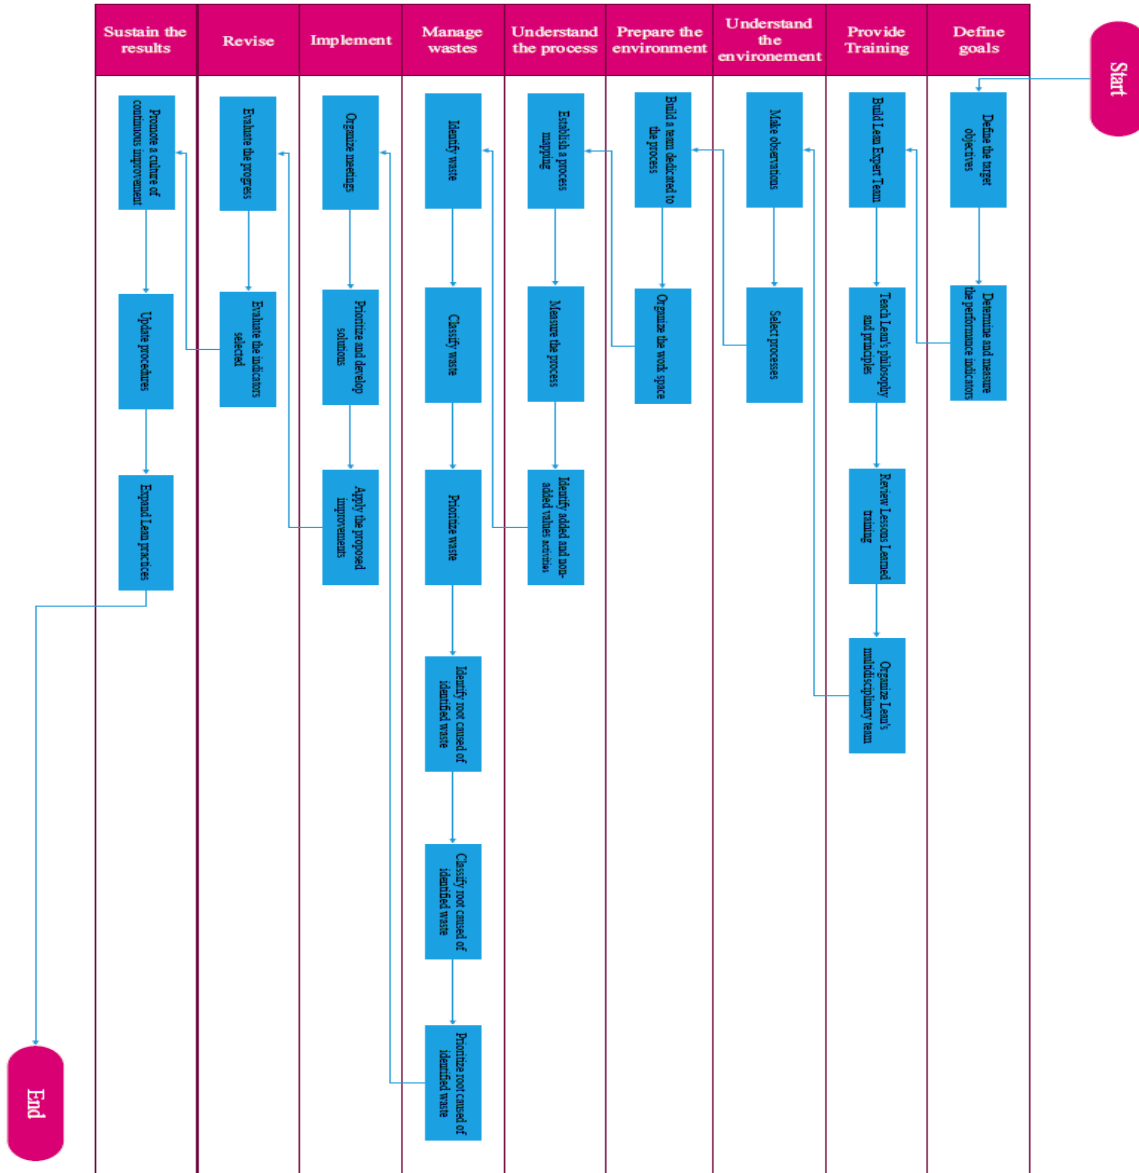 Start
Define
goals
Define the target
objectives
Determine and measure
the performance indicators
Provide
Training
Build Lean Expert Team
Teach Lean's philosophy
and principles
Review Lessons Learned
training
Organize Lean's
multidisciplinary team
Understand
the
environement
Make observations
Select processes
Prepare the
environment
Build a team dedicated to
the process
Organize the work space
Understand
the process
Establish a process
mapping
Measure the process
Identify added and non-
added values activities
Manage
wastes
Identify waste
Classify waste
Prioritize waste
Identify root caused of
identified waste
Classify root caused of
identified waste
Prioritize root caused of
identified waste
Implement
Organize meetings
Prioritize and develop
solutions
Apply the proposed
improvements
Revise
Evaluate the progress
Evaluate the indicators
selected
Sustain the
results
Promote a culture of
continuous improvement
Update procedures
Expand Lean practices
End